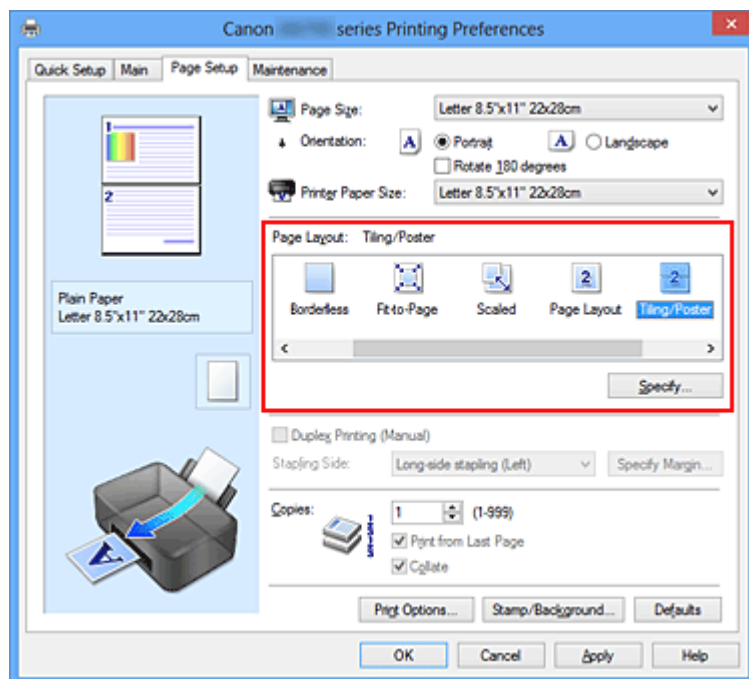 Canon series Printing Preferences
Quick Setup Main Page Setup Maintenance
1
2
Plain Paper
Letter 8.5"x11" 22x28cm
Page Size: Letter 8.5"x11" 22x28cm
Orientation: A Portrait A Landscape
Rotate 180 degrees
Printer Paper Size: Letter 8.5"x11" 22x28cm
Page Layout: Tiling/Poster
2 2
Borderless Fit-to-Page Scaled Page Layout Tiling/Poster
Specify...
Duplex Printing (Manual)
Stapling Side: Long-side stapling (Left) Specify Margin...
Copies: 1 (1-999)
Print from Last Page
Collate
A
Print Options... Stamp/Background... Defaults
OK Cancel Apply Help